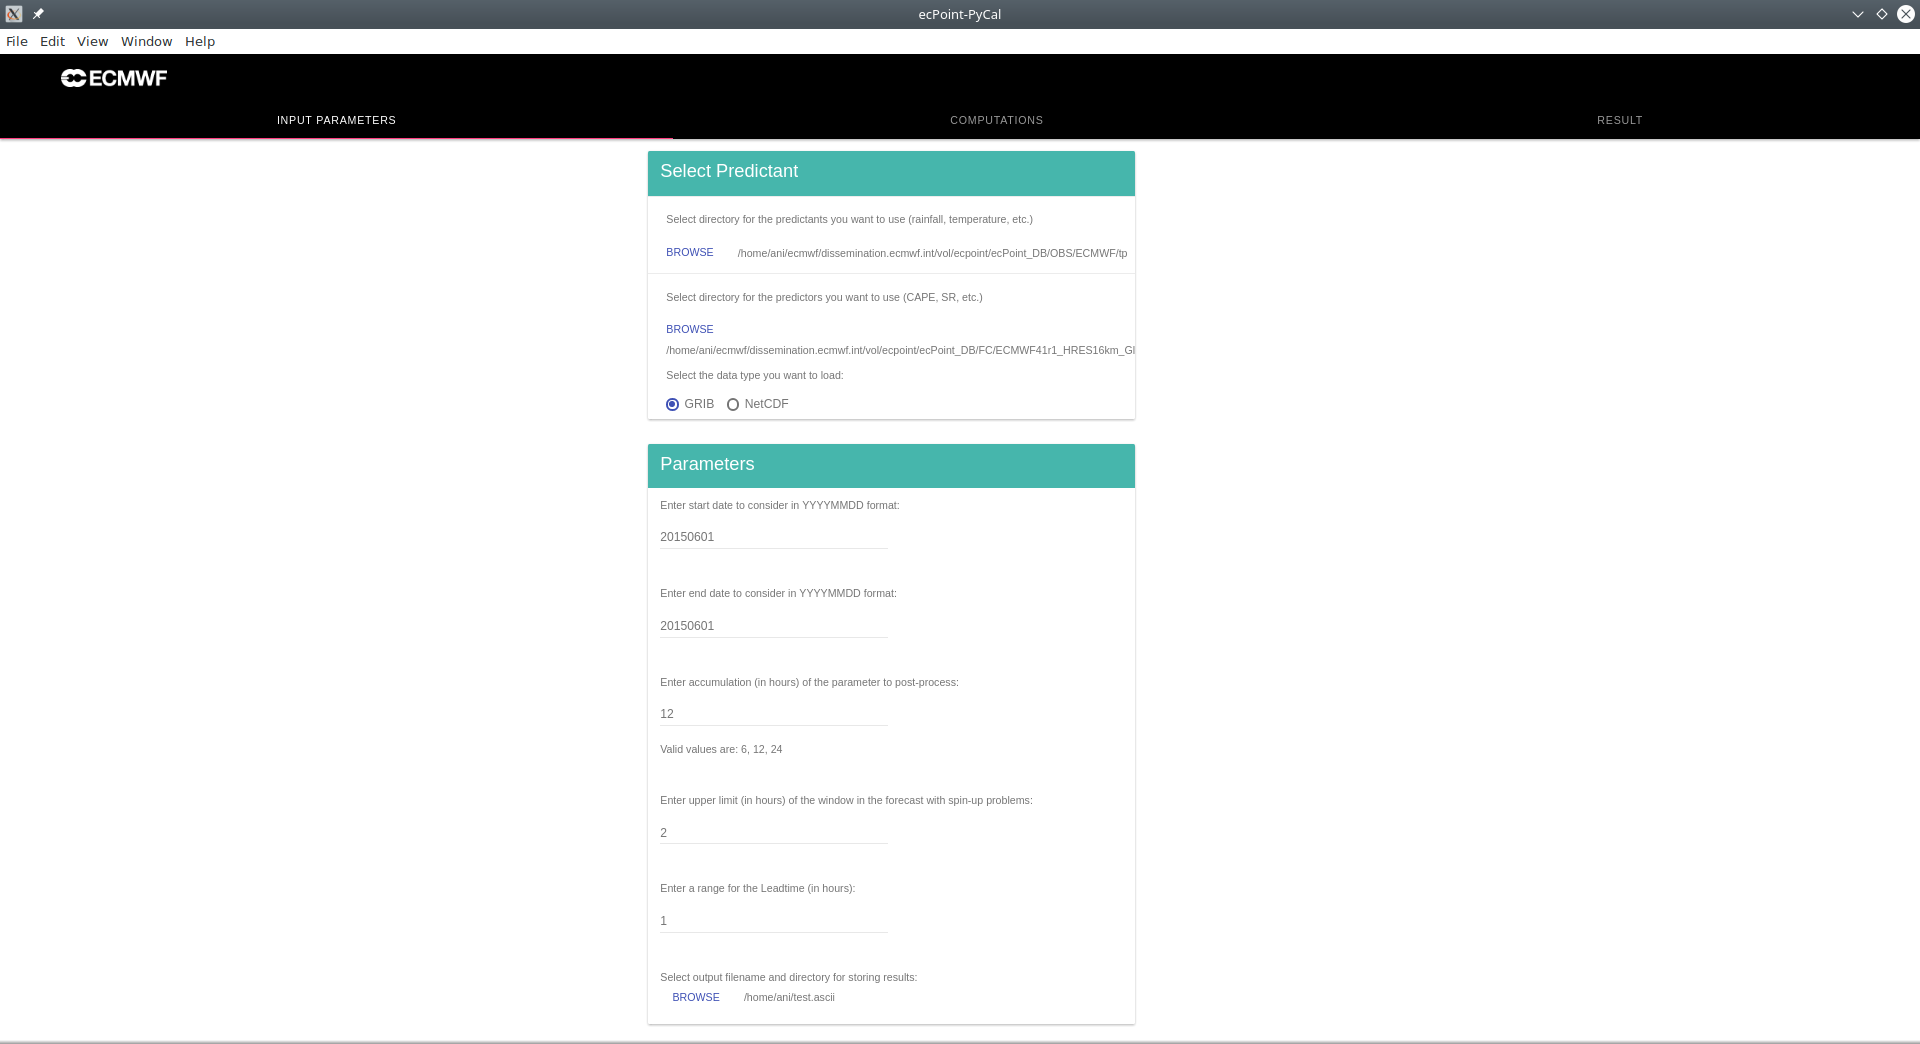 ecPoint-PyCal
File Edit View Window Help
ECMWF
INPUT PARAMETERS COMPUTATIONS RESULT
Select Predictant
Select directory for the predictants you want to use (rainfall, temperature, etc.)
BROWSE /home/ani/ecmwf/dissemination.ecmwf.int/vol/ecpoint/ecPoint_DB/OBS/ECMWF/tp
Select directory for the predictors you want to use (CAPE, SR, etc.)
BROWSE
/home/ani/ecmwf/dissemination.ecmwf.int/vol/ecpoint/ecPoint_DB/FC/ECMWF41r1_HRES16km_Gl
Select the data type you want to load:
GRIB NetCDF
Parameters
Enter start date to consider in YYYYMMDD format:
20150601
Enter end date to consider in YYYYMMDD format:
20150601
Enter accumulation (in hours) of the parameter to post-process:
12
Valid values are: 6, 12, 24
Enter upper limit (in hours) of the window in the forecast with spin-up problems:
2
Enter a range for the Leadtime (in hours):
1
Select output filename and directory for storing results:
BROWSE /home/ani/test.ascii